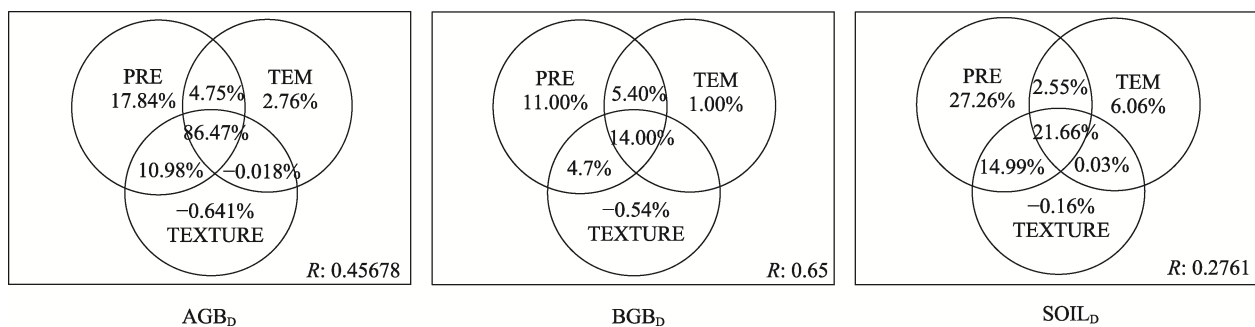 PRE
17.84%
4.75%
TEM
2.76%
86.47%
10.98%
−0.018%
−0.641%
TEXTURE
R: 0.45678
AGB_D
PRE
11.00%
5.40%
TEM
1.00%
14.00%
4.7%
−0.54%
TEXTURE
R: 0.65
BGB_D
PRE
27.26%
2.55%
TEM
6.06%
21.66%
14.99%
0.03%
−0.16%
TEXTURE
R: 0.2761
SOIL_D